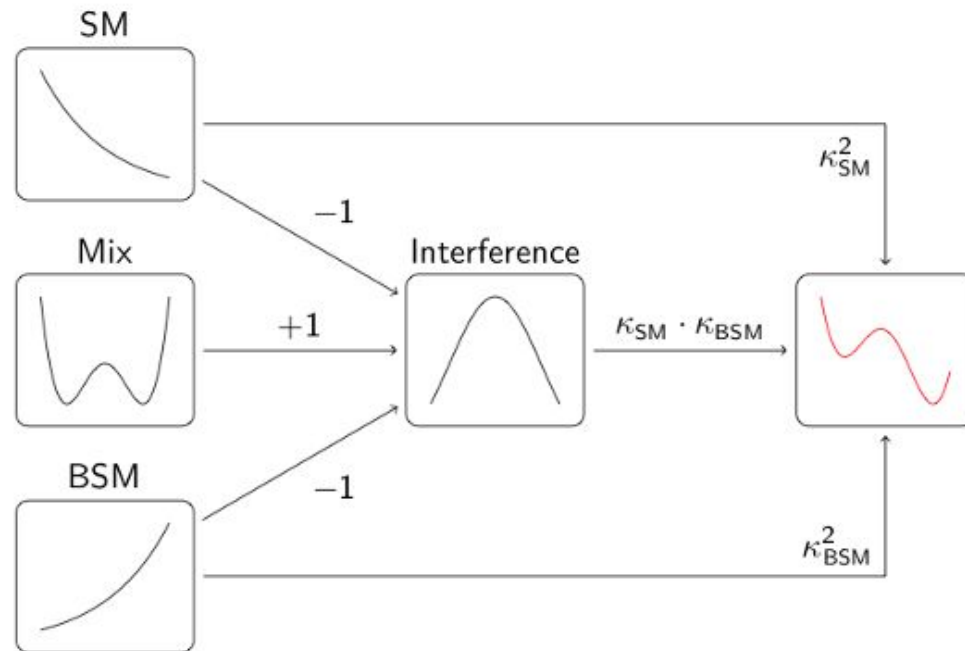 SM
κ²_SM
−1
Mix
Interference
+1
κ_SM · κ_BSM
BSM
−1
κ²_BSM